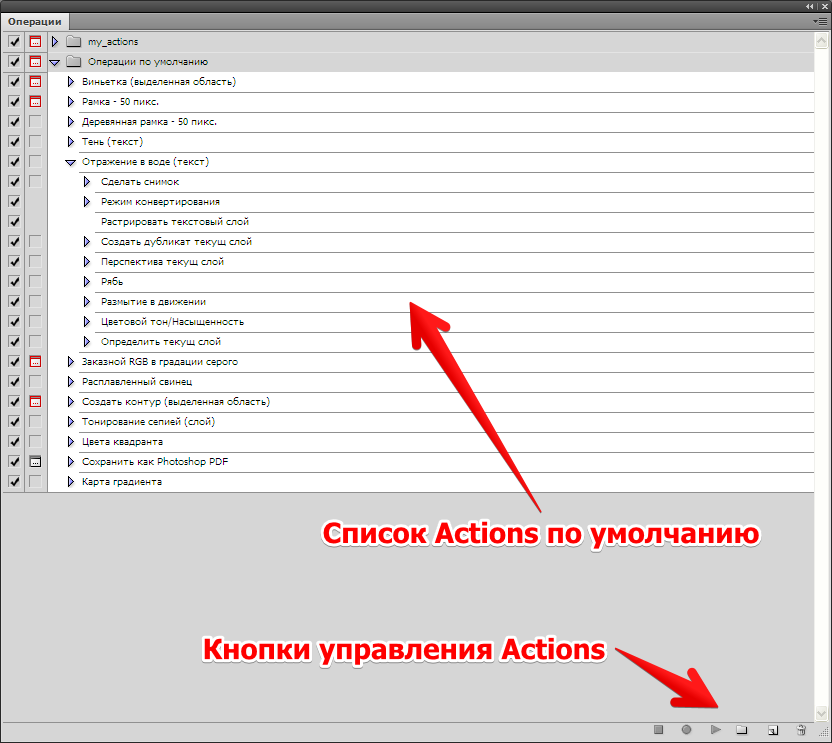 Операции
my_actions
Операции по умолчанию
Виньетка (выделенная область)
Рамка - 50 пикс.
Деревянная рамка - 50 пикс.
Тень (текст)
Отражение в воде (текст)
Сделать снимок
Режим конвертирования
Растрировать текстовый слой
Создать дубликат текущ слой
Перспектива текущ слой
Рябь
Размытие в движении
Цветовой тон/Насыщенность
Определить текущ слой
Заказной RGB в градации серого
Расплавленный свинец
Создать контур (выделенная область)
Тонирование сепией (слой)
Цвета квадранта
Сохранить как Photoshop PDF
Карта градиента
Список Actions по умолчанию
Кнопки управления Actions